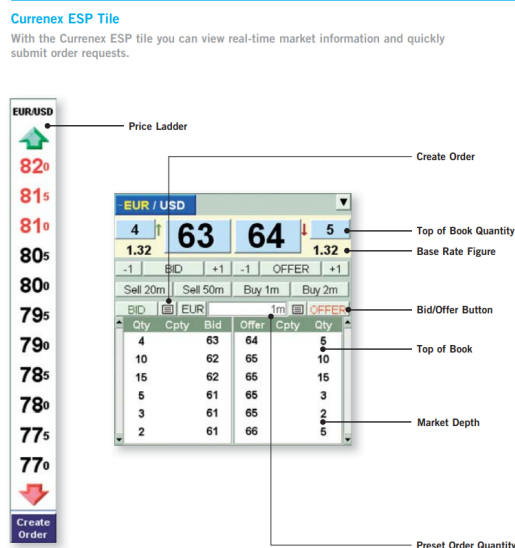 Currenex ESP Tile
With the Currenex ESP tile you can view real-time market information and quickly
submit order requests.
EUR/USD
Price Ladder
820
815
810
805
800
795
790
785
780
775
770
Create
Order
Create Order
EUR / USD
4 63 64 5
1.32 1.32
-1 BID +1 -1 OFFER +1
Sell 20m Sell 50m Buy 1m Buy 2m
BID EUR 1m OFFER
Qty Cpty Bid Offer Cpty Qty
4 63 64 5
10 62 65 10
15 62 65 15
5 61 65 3
3 61 65 2
2 61 66 5
Top of Book Quantity
Base Rate Figure
Bid/Offer Button
Top of Book
Market Depth
Preset Order Quantity